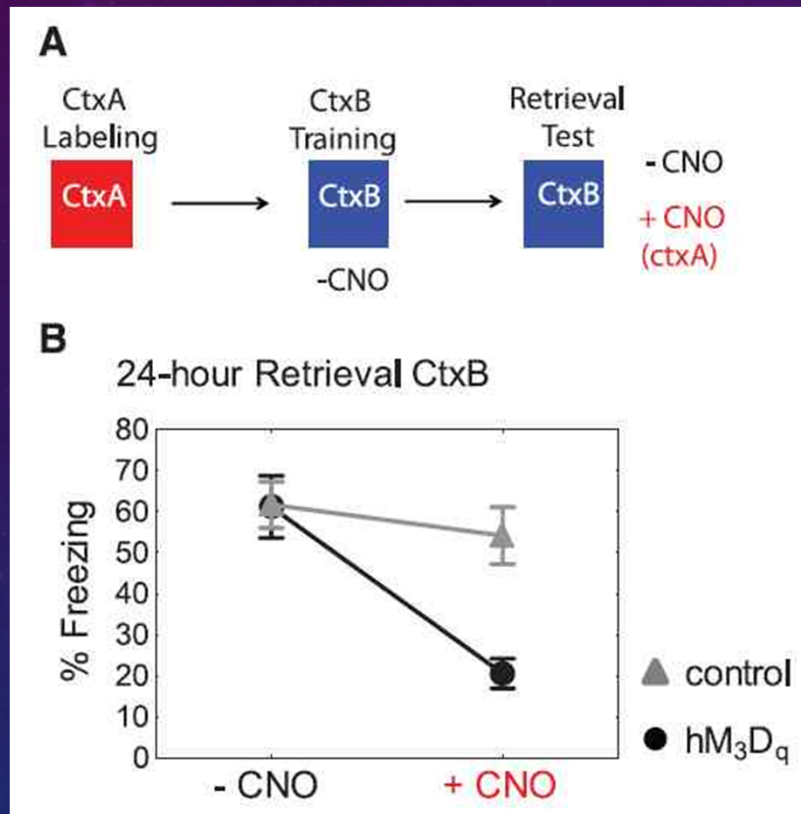 A
CtxA
Labeling
CtxB
Training
Retrieval
Test
CtxA
CtxB
CtxB
- CNO
+ CNO
(ctxA)
-CNO
B
24-hour Retrieval CtxB
% Freezing
80
70
60
50
40
30
20
10
0
- CNO
+ CNO
control
hM₃Dq